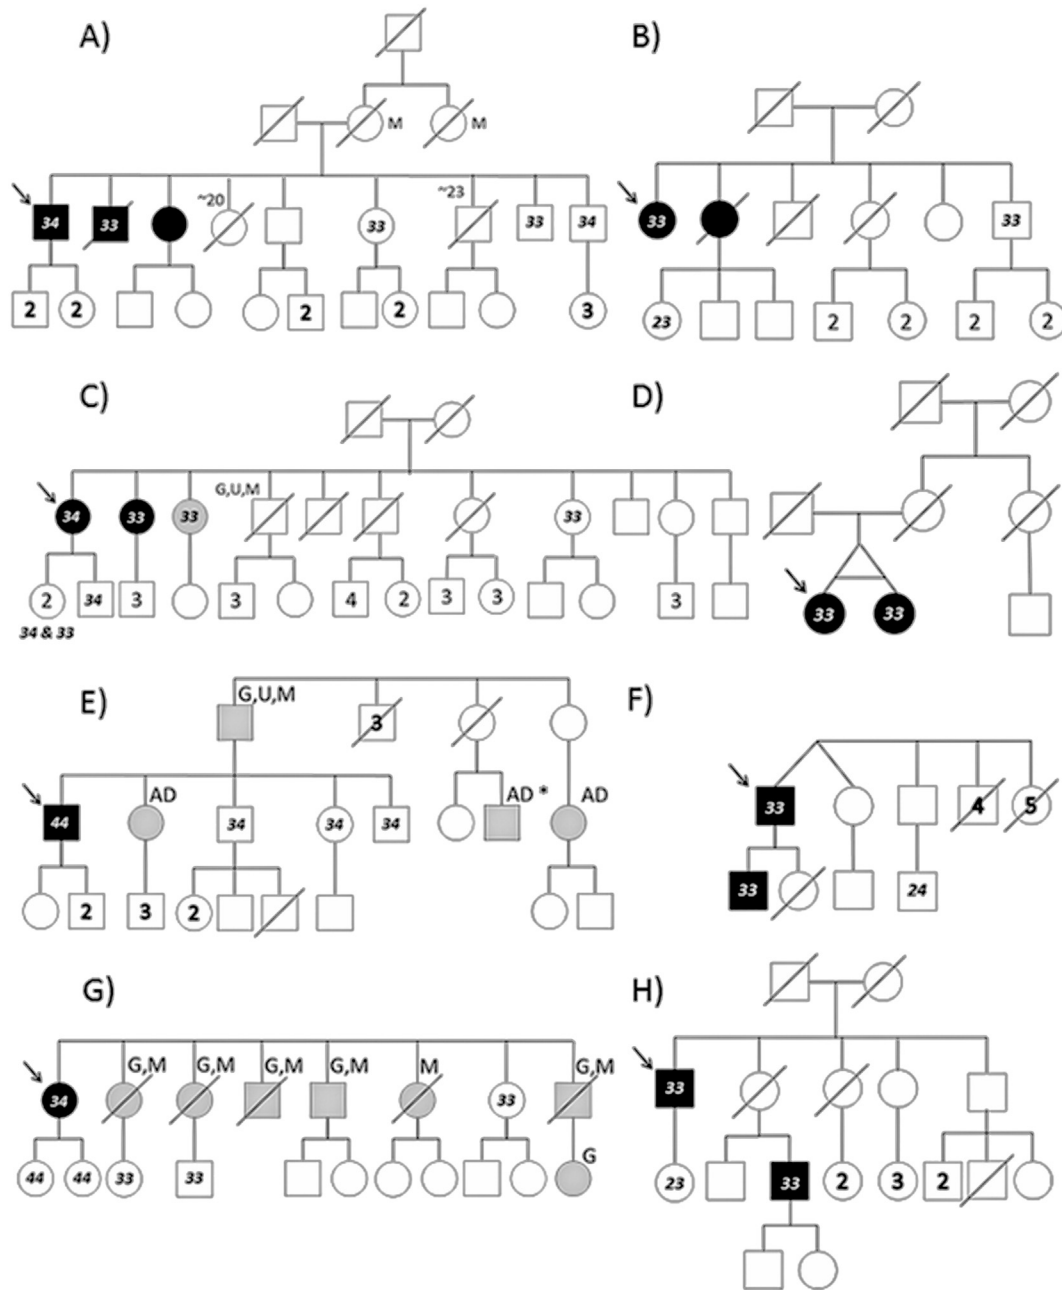 A) B)
M M
~20 ~23
34 33 33 33 34 33 33
2 2 2 2 3 23 2 2 2 2
C) D)
G,U,M
34 33 33 33
2 34 3 3 4 2 3 3 3 33 33
34 & 33
E) G,U,M F)
3
AD AD * AD
44 34 34 34 33 4 5
2 3 2 33 24
G) H)
G,M G,M G,M G,M M G,M
34 33 33
G
44 44 33 33 23 33 2 3 2